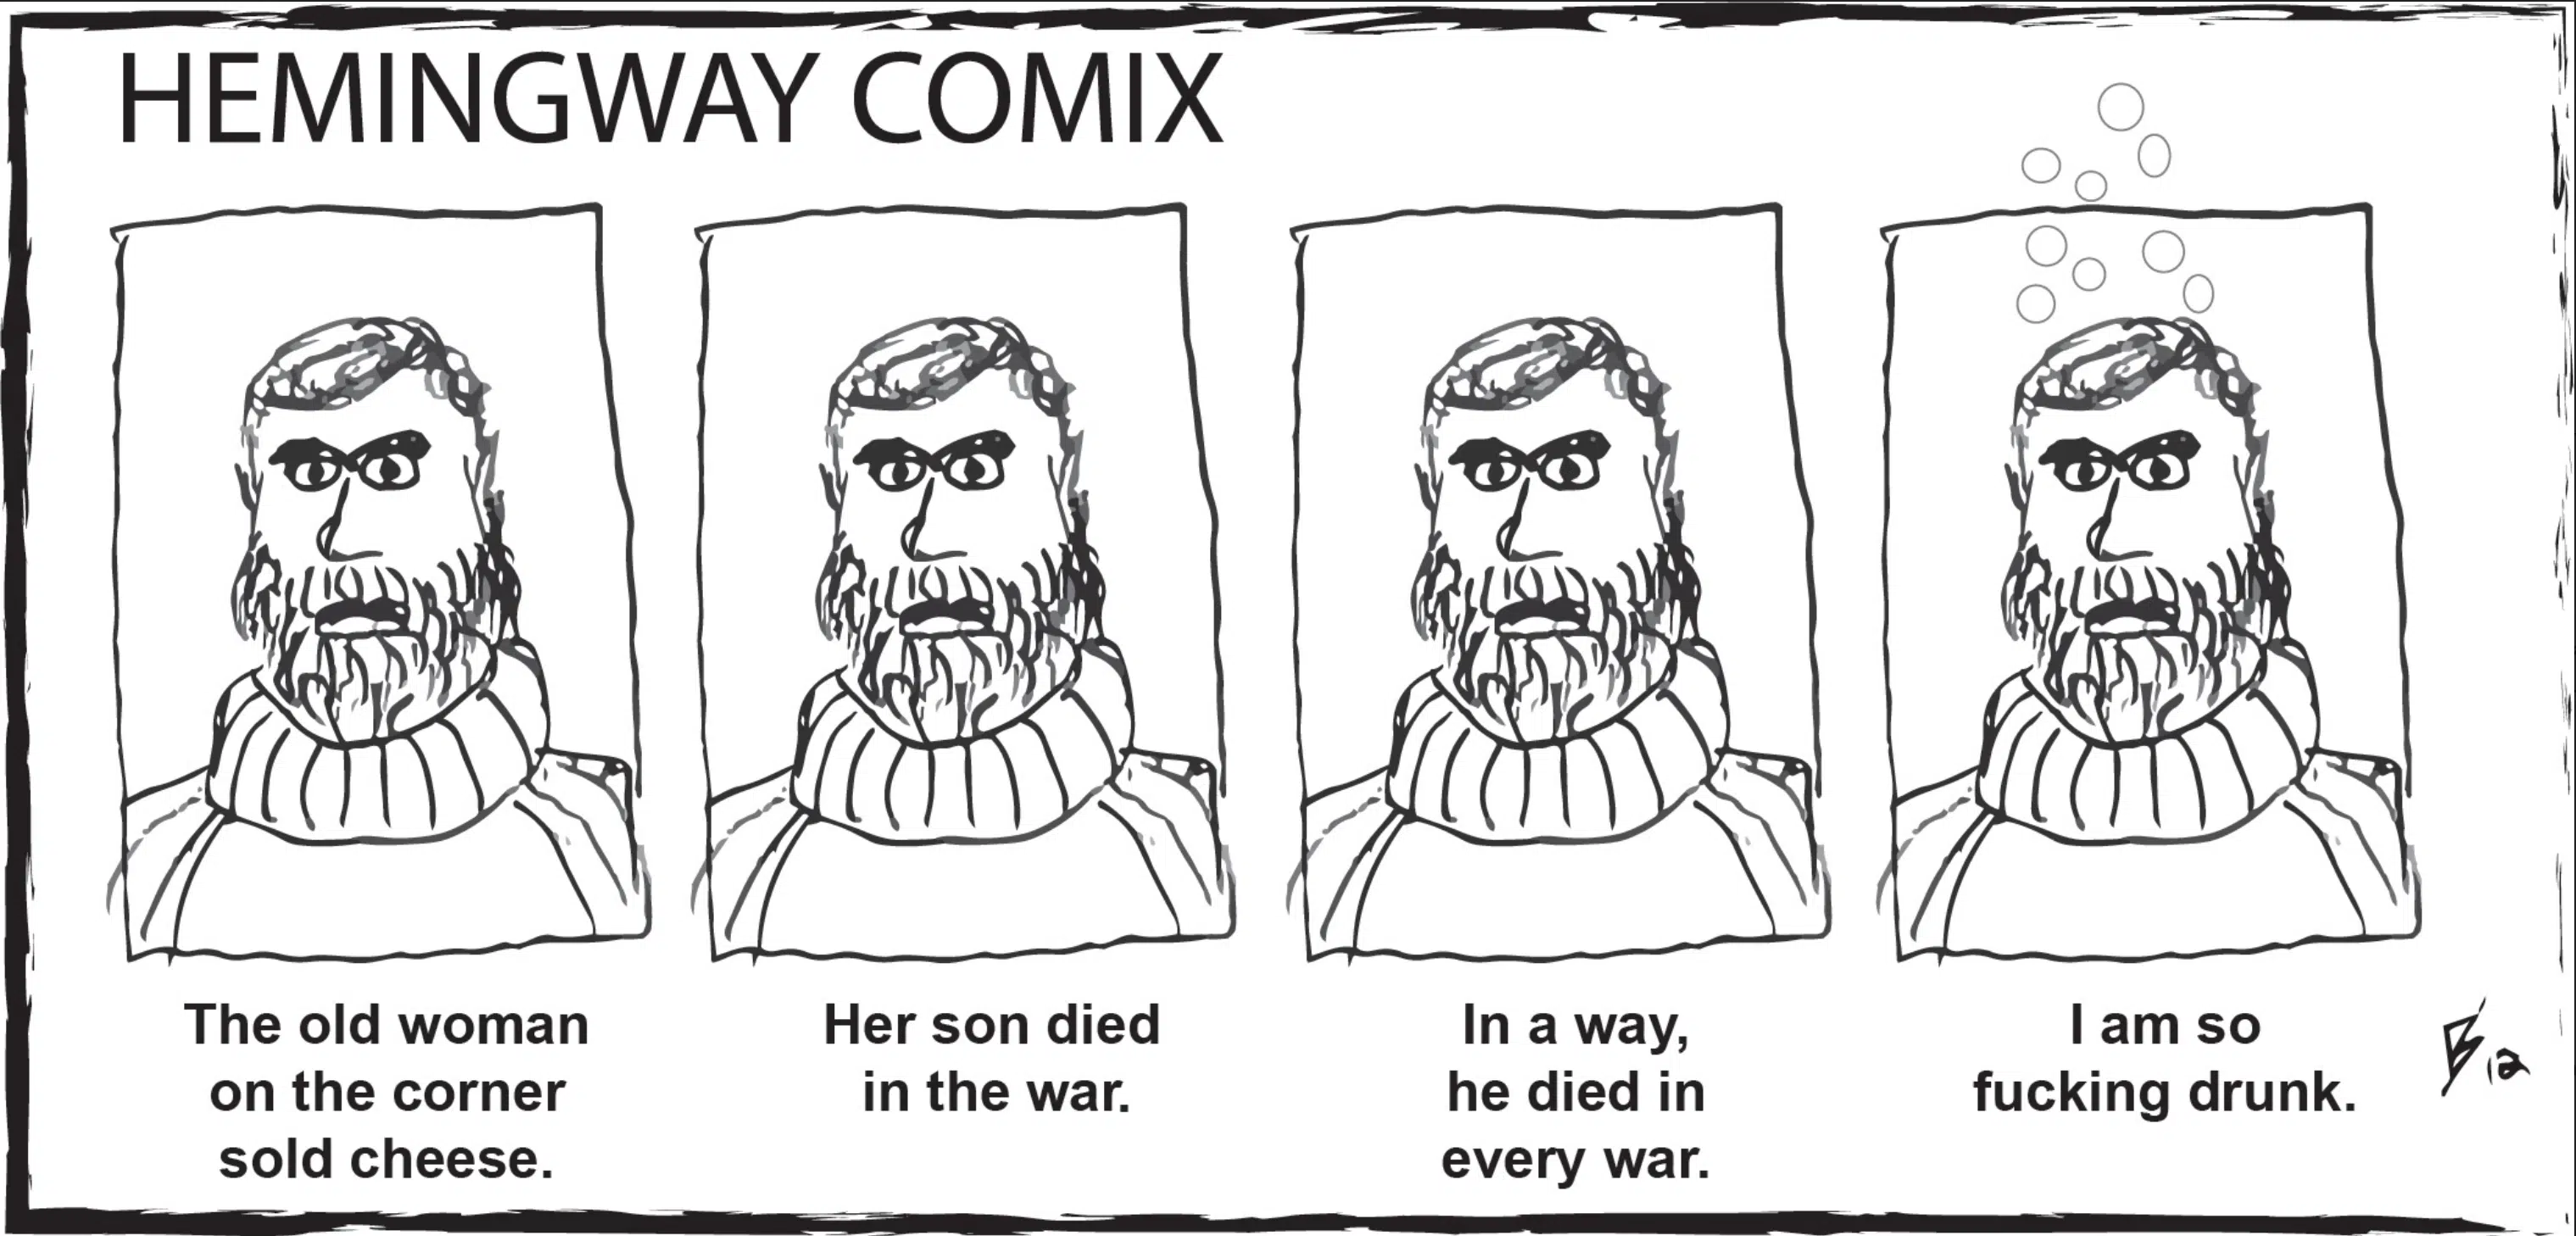 HEMINGWAY COMIX
The old woman
on the corner
sold cheese.
Her son died
in the war.
In a way,
he died in
every war.
I am so
fucking drunk.
B 12